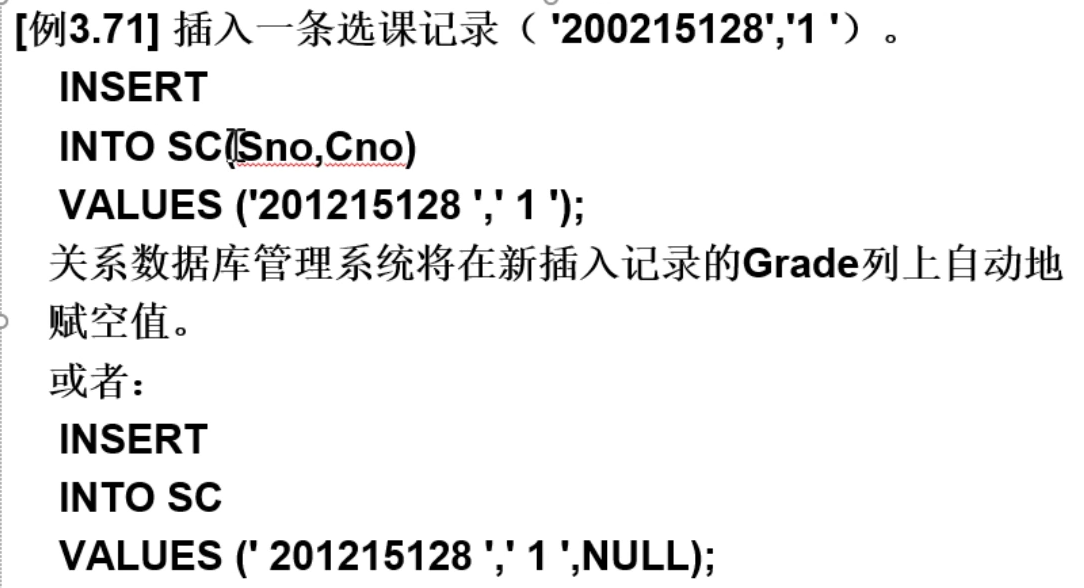 [例3.71] 插入一条选课记录（ '200215128','1 '）。
INSERT
INTO SC(Sno,Cno)
VALUES ('201215128 ',' 1 ');
关系数据库管理系统将在新插入记录的Grade列上自动地
赋空值。
或者：
INSERT
INTO SC
VALUES (' 201215128 ',' 1 ',NULL);